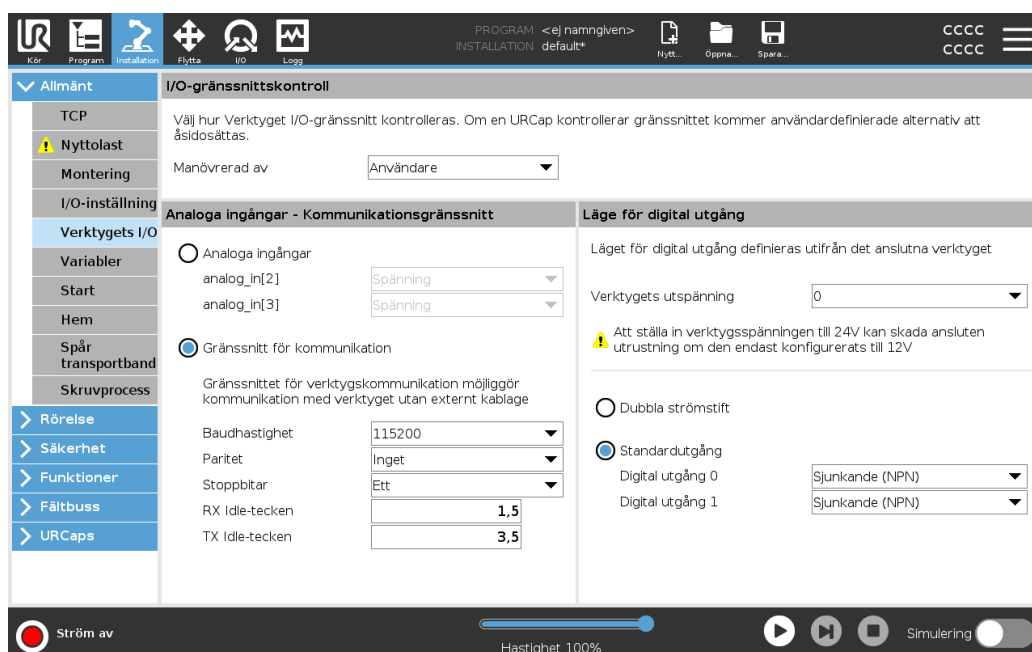 UR
PROGRAM <ej namngiven>
INSTALLATION default*
cccc
cccc
Kör Program Installation Flytta I/O Logg Nytt... Öppna... Spara...
Allmänt
TCP
Nyttolast
Montering
I/O-inställning
Verktygets I/O
Variabler
Start
Hem
Spår
transportband
Skruvprocess
Rörelse
Säkerhet
Funktioner
Fältbuss
URCaps
I/O-gränssnittskontroll
Välj hur Verktyget I/O-gränssnitt kontrolleras. Om en URCap kontrollerar gränssnittet kommer användardefinierade alternativ att
åsidosättas.
Manövrerad av Användare
Analoga ingångar - Kommunikationsgränssnitt
Analoga ingångar
analog_in[2] Spänning
analog_in[3] Spänning
Gränssnitt för kommunikation
Gränssnittet för verktygskommunikation möjliggör
kommunikation med verktyget utan externt kablage
Baudhastighet 115200
Paritet Inget
Stoppbitar Ett
RX Idle-tecken 1,5
TX Idle-tecken 3,5
Läge för digital utgång
Läget för digital utgång definieras utifrån det anslutna verktyget
Verktygets utspänning 0
Att ställa in verktygsspänningen till 24V kan skada ansluten
utrustning om den endast konfigurerats till 12V
Dubbla strömstift
Standardutgång
Digital utgång 0 Sjunkande (NPN)
Digital utgång 1 Sjunkande (NPN)
Ström av
Hastighet 100%
Simulering